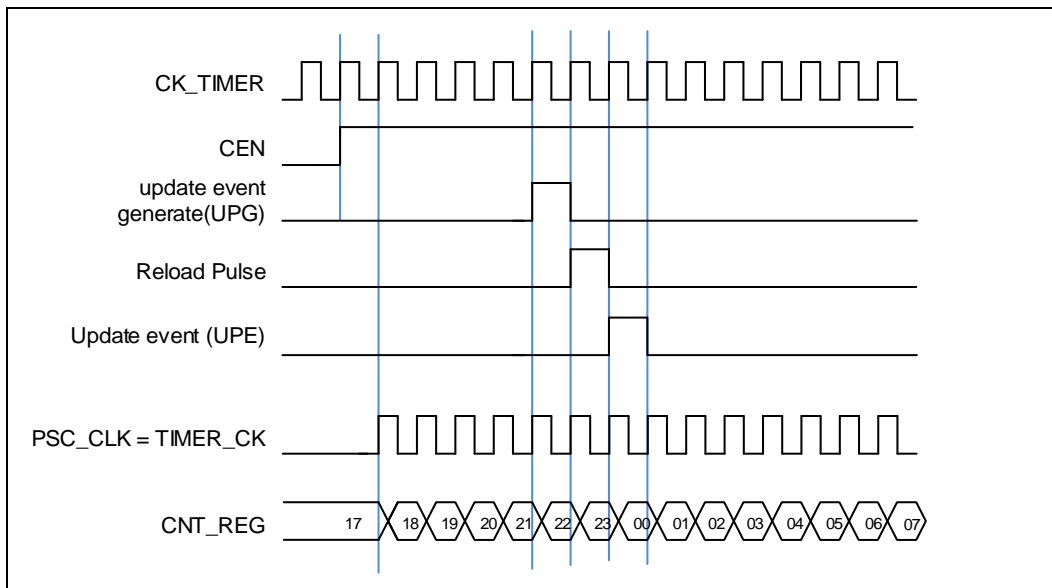 CK_TIMER
CEN
update event
generate(UPG)
Reload Pulse
Update event (UPE)
PSC_CLK = TIMER_CK
CNT_REG 17 18 19 20 21 22 23 00 01 02 03 04 05 06 07